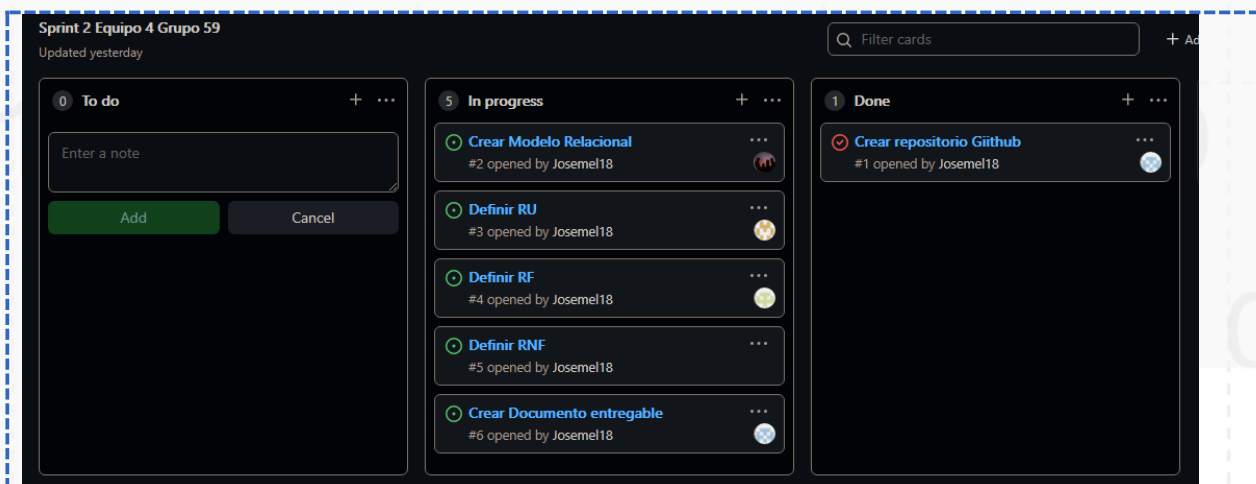 Sprint 2 Equipo 4 Grupo 59
Updated yesterday
Filter cards
+ Ad
0 To do
Enter a note
Add Cancel
5 In progress
Crear Modelo Relacional
#2 opened by Josemel18
Definir RU
#3 opened by Josemel18
Definir RF
#4 opened by Josemel18
Definir RNF
#5 opened by Josemel18
Crear Documento entregable
#6 opened by Josemel18
1 Done
Crear repositorio Giithub
#1 opened by Josemel18